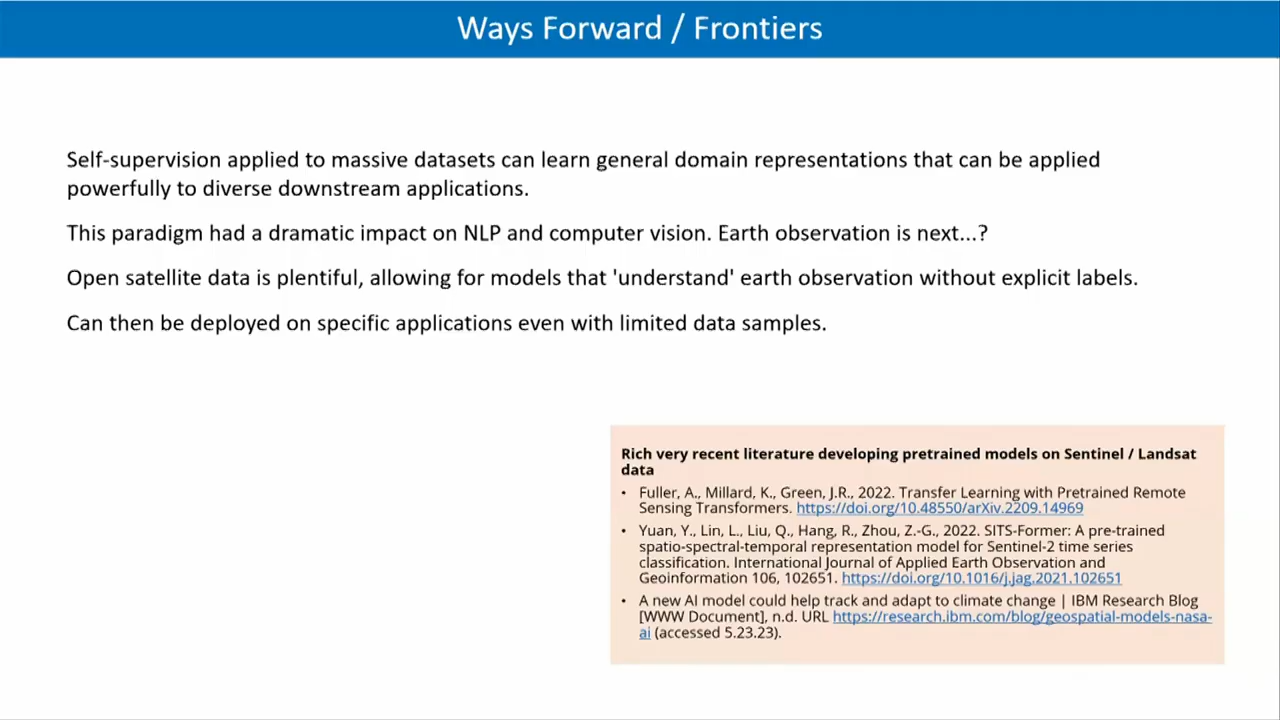 Ways Forward / Frontiers
Self-supervision applied to massive datasets can learn general domain representations that can be applied
powerfully to diverse downstream applications.
This paradigm had a dramatic impact on NLP and computer vision. Earth observation is next...?
Open satellite data is plentiful, allowing for models that 'understand' earth observation without explicit labels.
Can then be deployed on specific applications even with limited data samples.
Rich very recent literature developing pretrained models on Sentinel / Landsat
data
• Fuller, A., Millard, K., Green, J.R., 2022. Transfer Learning with Pretrained Remote
Sensing Transformers. https://doi.org/10.48550/arXiv.2209.14969
• Yuan, Y., Lin, L., Liu, Q., Hang, R., Zhou, Z.-G., 2022. SITS-Former: A pre-trained
spatio-spectral-temporal representation model for Sentinel-2 time series
classification. International Journal of Applied Earth Observation and
Geoinformation 106, 102651. https://doi.org/10.1016/j.jag.2021.102651
• A new AI model could help track and adapt to climate change | IBM Research Blog
[WWW Document], n.d. URL https://research.ibm.com/blog/geospatial-models-nasa-
ai (accessed 5.23.23).